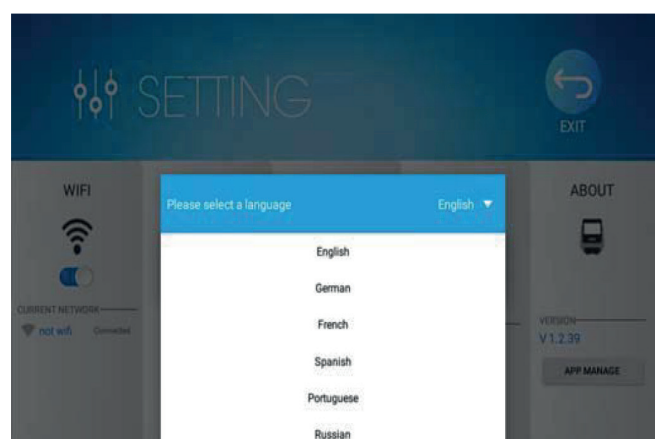 SETTING
EXIT
WIFI
ABOUT
Please select a language
English
English
German
French
Spanish
Portuguese
Russian
CURRENT NETWORK
not wifi
Connected
VERSION
V 1.2.39
APP MANAGE